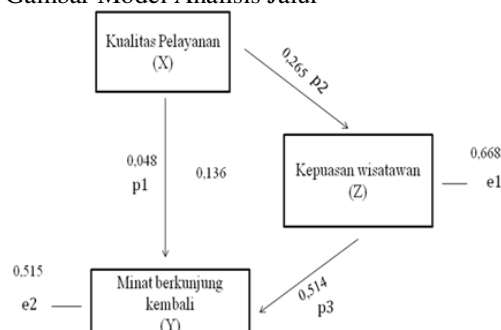 Gambar Model Analisis Jalur
Kualitas Pelayanan
(X)
0,265 p2
0,048
p1
0,136
Kepuasan wisatawan
(Z)
0,668
e1
0,515
e2
Minat berkunjung
kembali
(Y)
0,514
p3